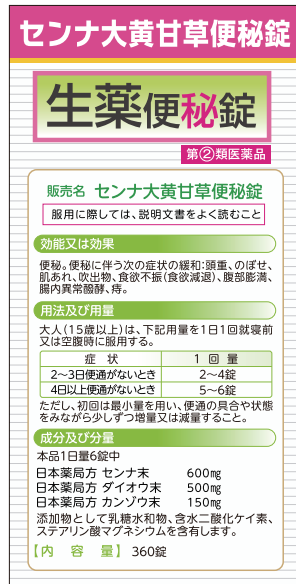 センナ大黄甘草便秘錠
生薬便秘錠
第②類医薬品
販売名 センナ大黄甘草便秘錠
服用に際しては、説明文書をよく読むこと
効能又は効果
便秘。便秘に伴う次の症状の緩和:頭重、のぼせ、
肌あれ、吹出物、食欲不振(食欲減退)、腹部膨満、
腸内異常醗酵、痔。
用法及び用量
大人(15歳以上)は、下記用量を1日1回就寝前
又は空腹時に服用する。
症状 1回量
2〜3日便通がないとき 2〜4錠
4日以上便通がないとき 5〜6錠
ただし、初回は最小量を用い、便通の具合や状態
をみながら少しずつ増量又は減量すること。
成分及び分量
本品1日量6錠中
日本薬局方 センナ末 600㎎
日本薬局方 ダイオウ末 500㎎
日本薬局方 カンゾウ末 150㎎
添加物として乳糖水和物、含水二酸化ケイ素、
ステアリン酸マグネシウムを含有します。
【内容量】 360錠